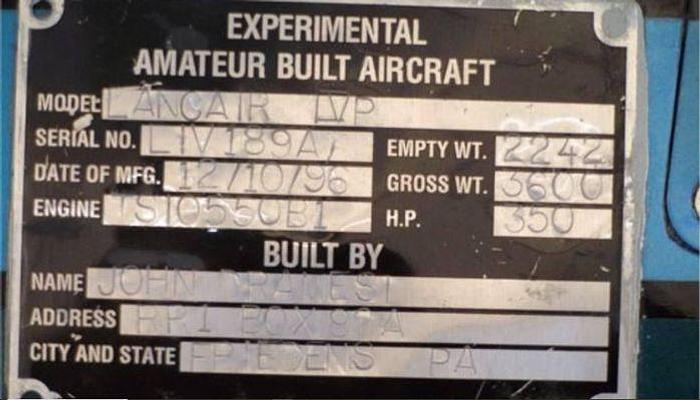 EXPERIMENTAL
AMATEUR BUILT AIRCRAFT
MODEL LANCAIR IVP
SERIAL NO. LIV189A EMPTY WT. 2242
DATE OF MFG. 12/10/96 GROSS WT. 3600
ENGINE TSIO550B1 H.P. 350
BUILT BY
NAME JOHN
ADDRESS RR1 BOX
CITY AND STATE FRIEDENS PA